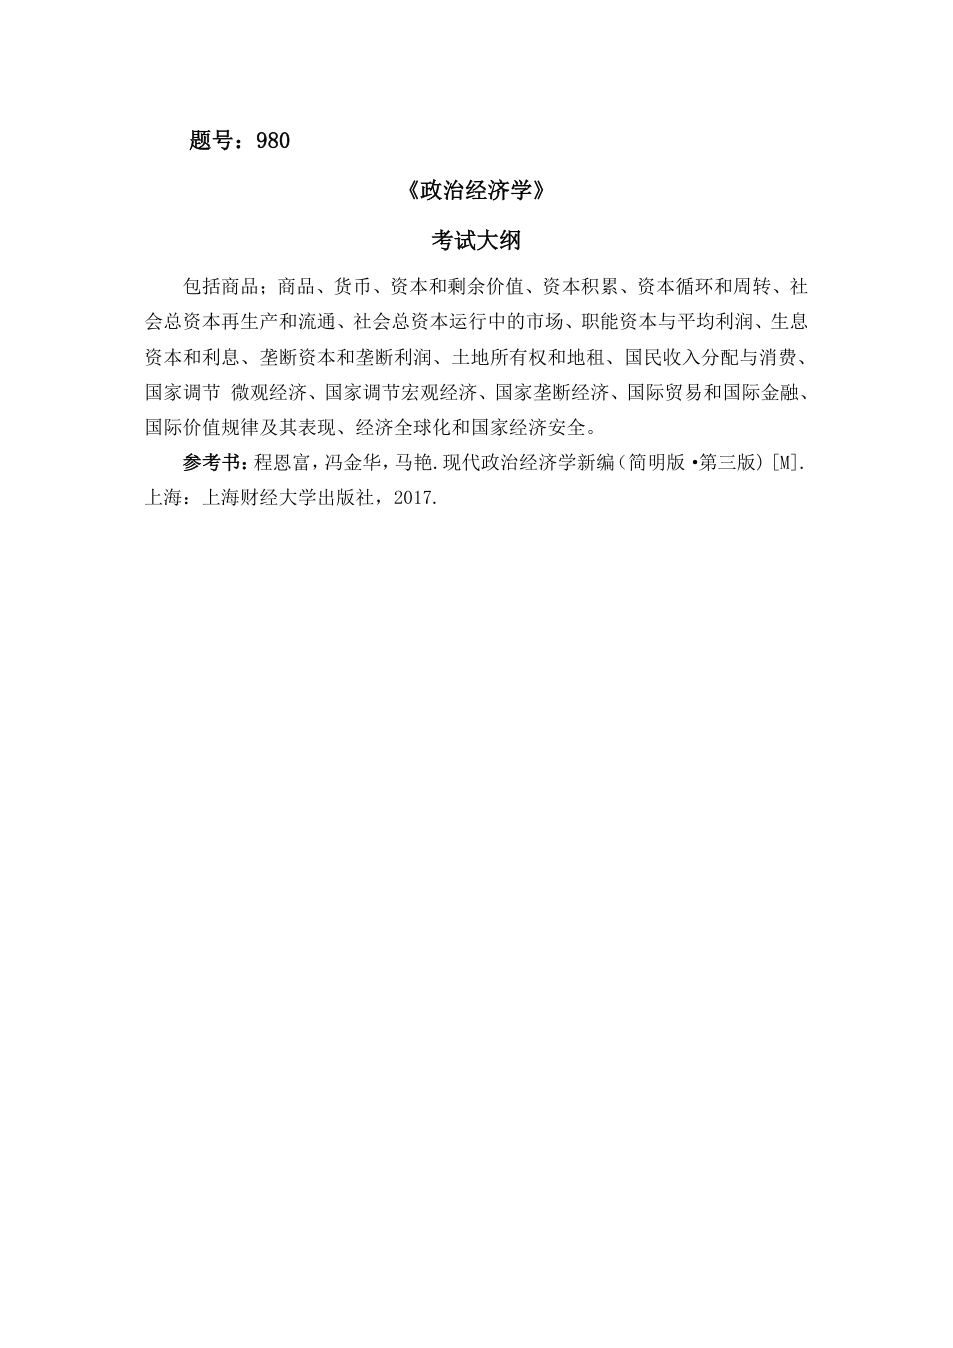 题号：980
《政治经济学》
考试大纲
包括商品；商品、货币、资本和剩余价值、资本积累、资本循环和周转、社
会总资本再生产和流通、社会总资本运行中的市场、职能资本与平均利润、生息
资本和利息、垄断资本和垄断利润、土地所有权和地租、国民收入分配与消费、
国家调节 微观经济、国家调节宏观经济、国家垄断经济、国际贸易和国际金融、
国际价值规律及其表现、经济全球化和国家经济安全。
参考书：程恩富，冯金华，马艳.现代政治经济学新编（简明版·第三版）[M].
上海：上海财经大学出版社，2017.